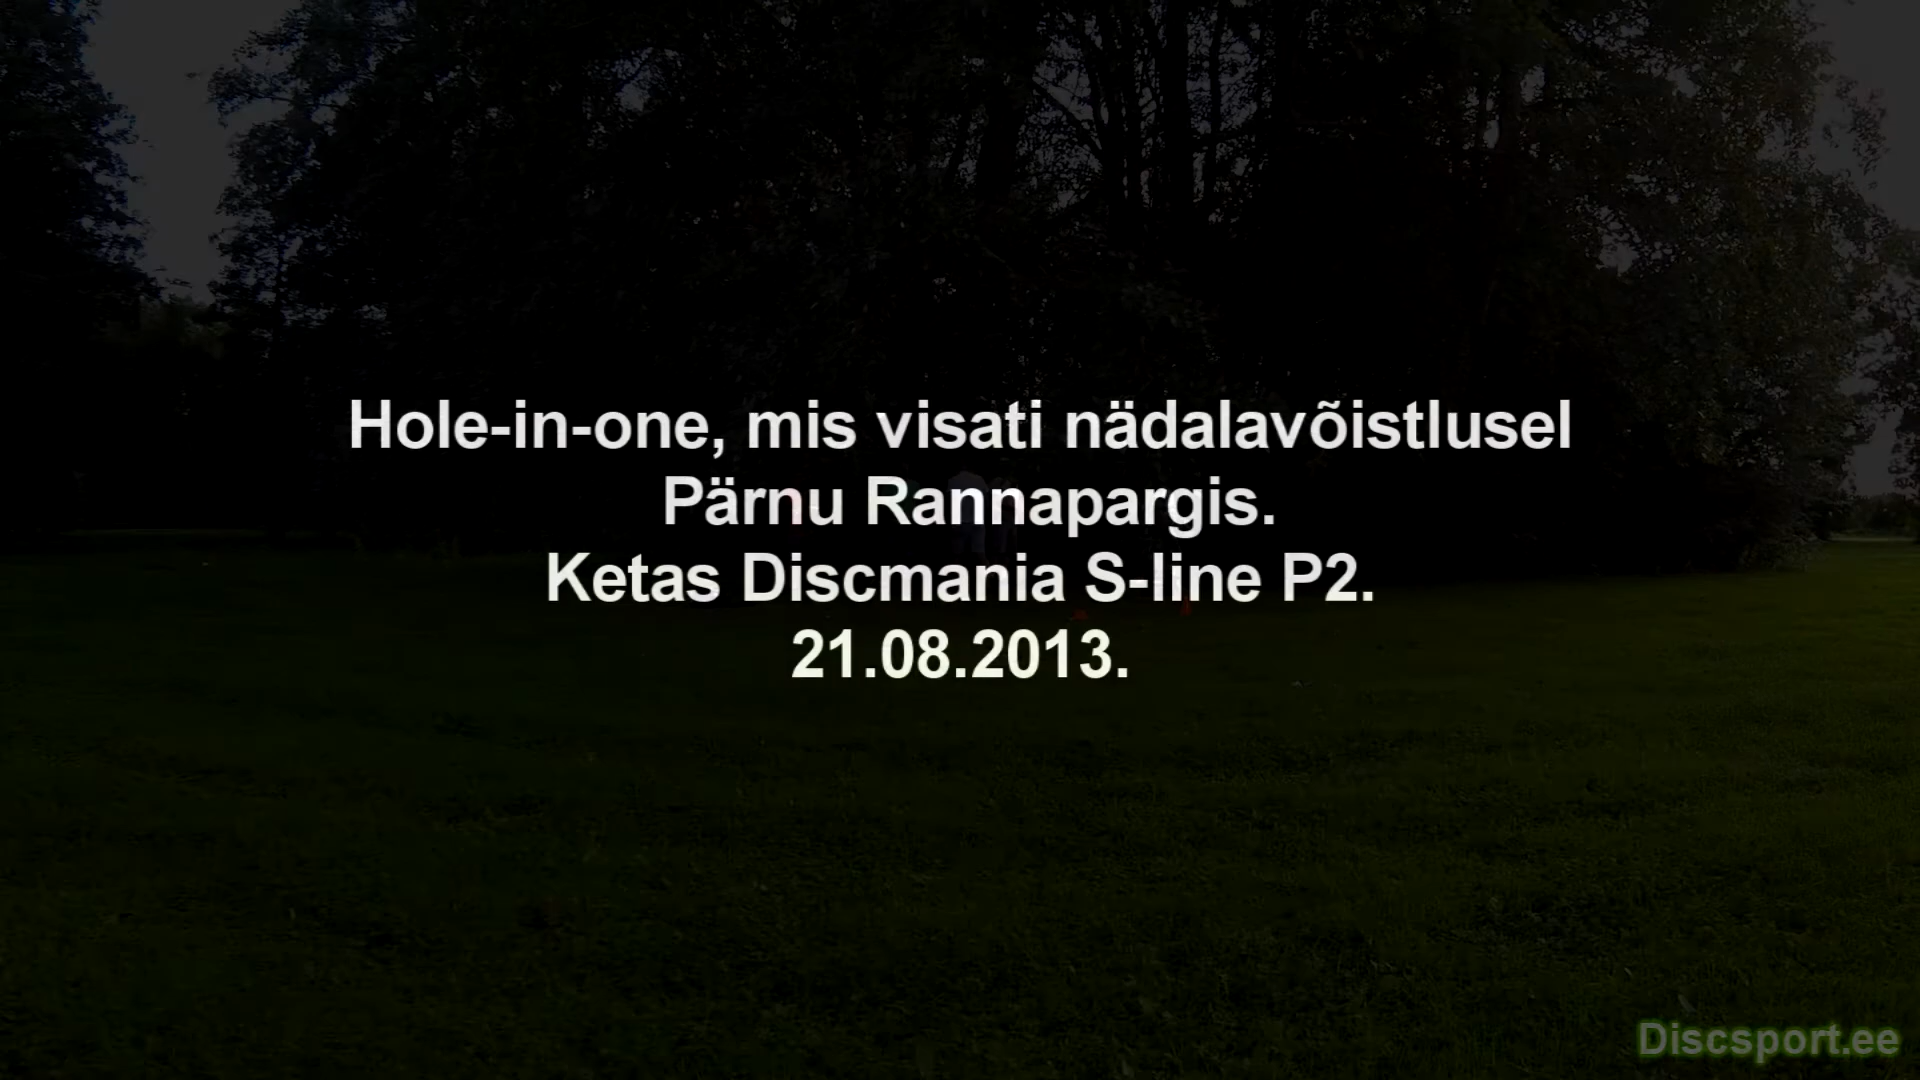 Hole-in-one, mis visati nädalavõistlusel
Pärnu Rannapargis.
Ketas Discmania S-line P2.
21.08.2013.
Discsport.ee